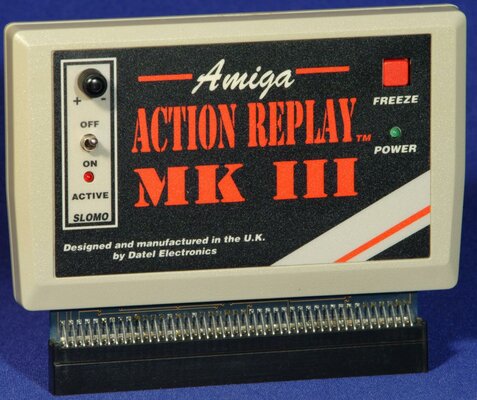 Amiga
ACTION REPLAY™
MK III
+ -
OFF
ON
ACTIVE
SLOMO
FREEZE
POWER
Designed and manufactured in the U.K.
by Datel Electronics